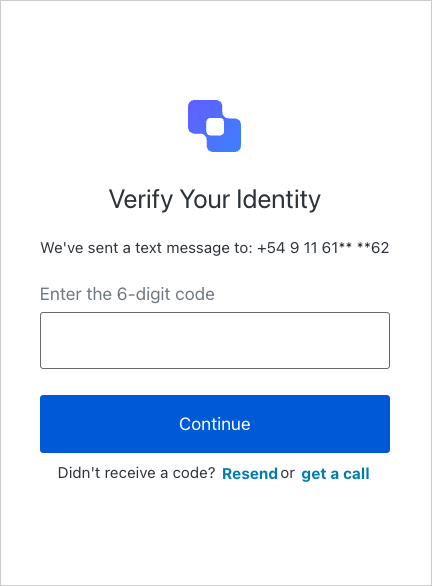 Verify Your Identity
We've sent a text message to: +54 9 11 61** **62
Enter the 6-digit code
Continue
Didn't receive a code? Resend or get a call